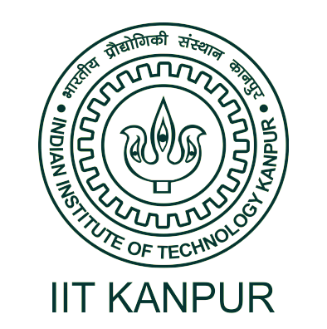 भारतीय प्रौद्योगिकी संस्थान कानपुर
INDIAN INSTITUTE OF TECHNOLOGY KANPUR
IIT KANPUR